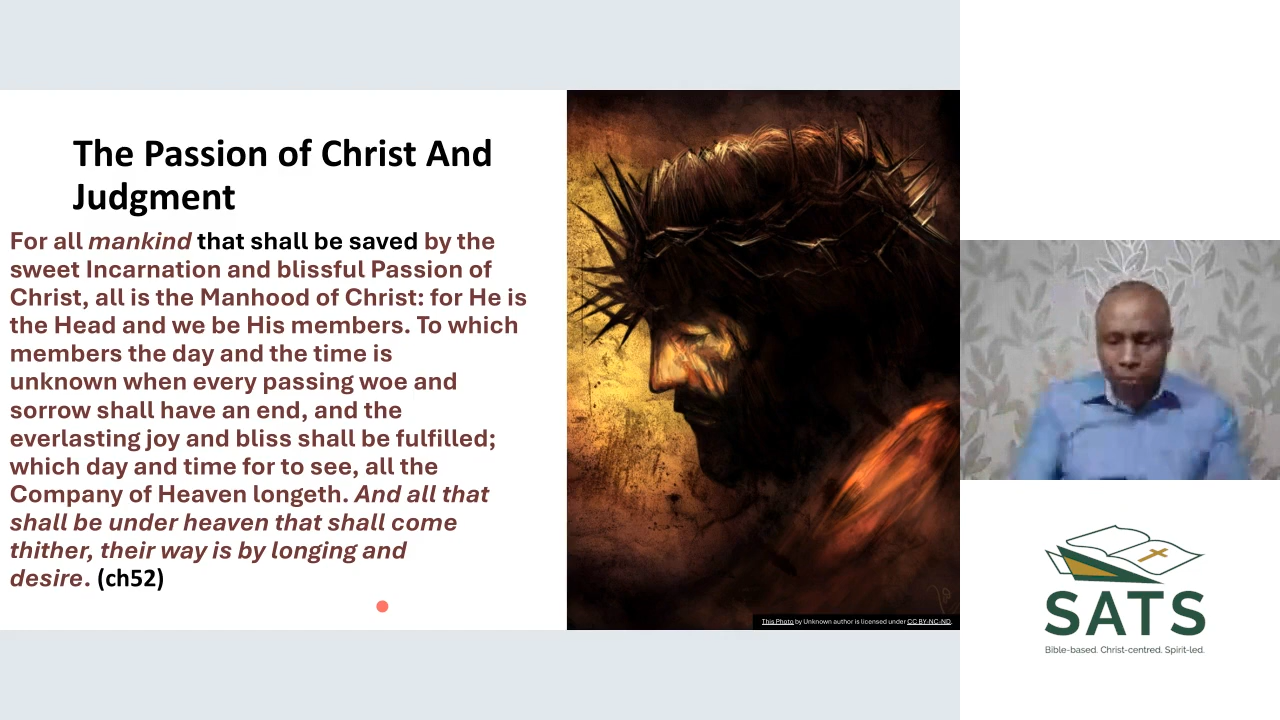 The Passion of Christ And
Judgment
For all mankind that shall be saved by the
sweet Incarnation and blissful Passion of
Christ, all is the Manhood of Christ: for He is
the Head and we be His members. To which
members the day and the time is
unknown when every passing woe and
sorrow shall have an end, and the
everlasting joy and bliss shall be fulfilled;
which day and time for to see, all the
Company of Heaven longeth. And all that
shall be under heaven that shall come
thither, their way is by longing and
desire. (ch52)
This Photo by Unknown author is licensed under CC BY-NC-ND.
SATS
Bible-based. Christ-centred. Spirit-led.